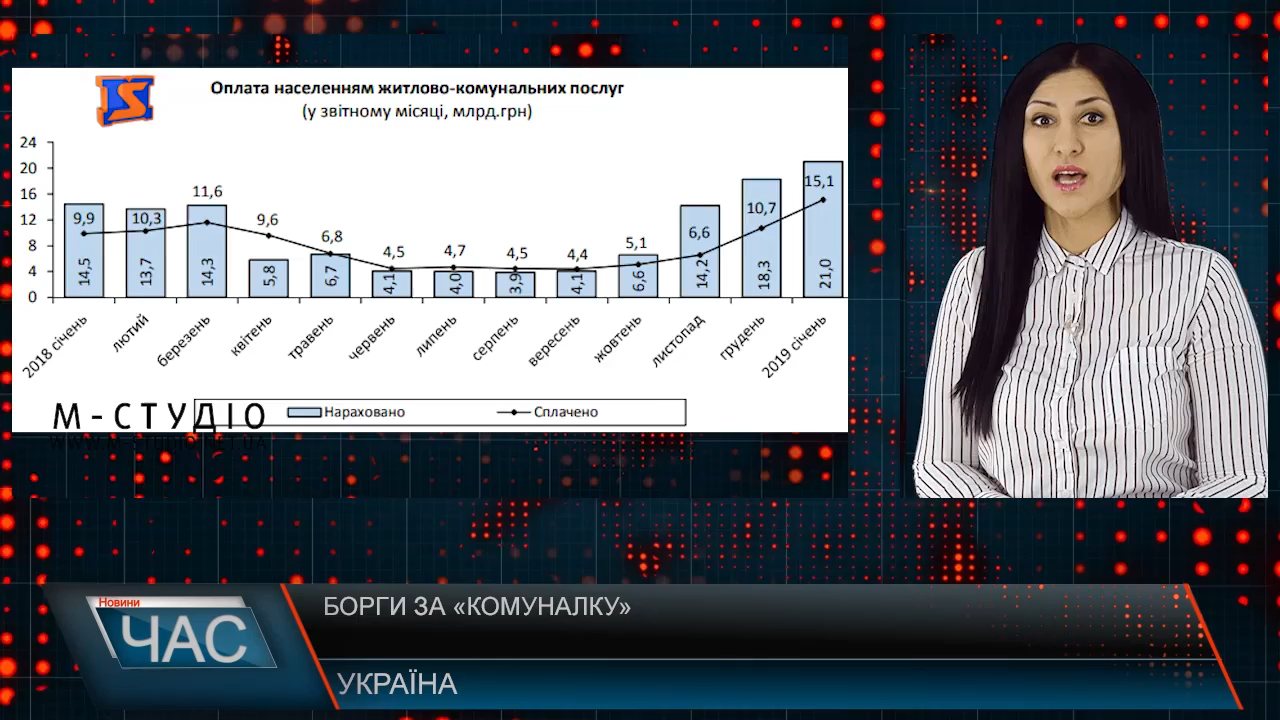 Оплата населенням житлово-комунальних послуг
(у звітному місяці, млрд.грн)
24
20
16
12
8
4
0
9,9
10,3
11,6
9,6
6,8
4,5
4,7
4,5
4,4
5,1
6,6
10,7
15,1
14,5
13,7
14,3
5,8
6,7
4,1
4,0
3,9
4,1
6,6
14,2
18,3
21,0
2018 січень
лютий
березень
квітень
травень
червень
липень
серпень
вересень
жовтень
листопад
грудень
2019 січень
Нараховано
Сплачено
М-СТУДІО
Новини
ЧАС
БОРГИ ЗА «КОМУНАЛКУ»
УКРАЇНА